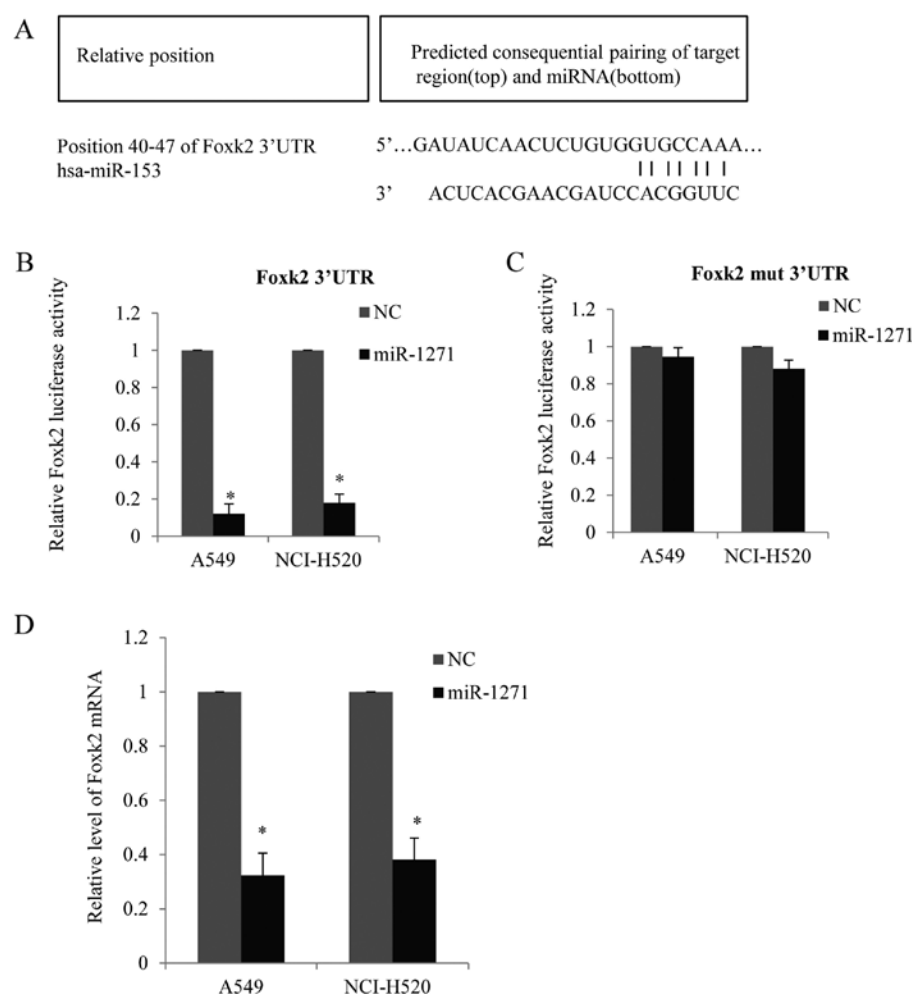 A
Relative position
Predicted consequential pairing of target
region(top) and miRNA(bottom)
Position 40-47 of Foxk2 3’UTR
hsa-miR-153
5’…GAUAUCAACUCUGUGGUGCCAAA…
3’ ACUCACGAACGAUCCACGGUUC
B
Foxk2 3’UTR
Relative Foxk2 luciferase activity
1.2
1
0.8
0.6
0.4
0.2
0
NC
miR-1271
*
*
A549
NCI-H520
C
Foxk2 mut 3’UTR
Relative Foxk2 luciferase activity
1.2
1
0.8
0.6
0.4
0.2
0
NC
miR-1271
A549
NCI-H520
D
Relative level of Foxk2 mRNA
1.2
1
0.8
0.6
0.4
0.2
0
NC
miR-1271
*
*
A549
NCI-H520